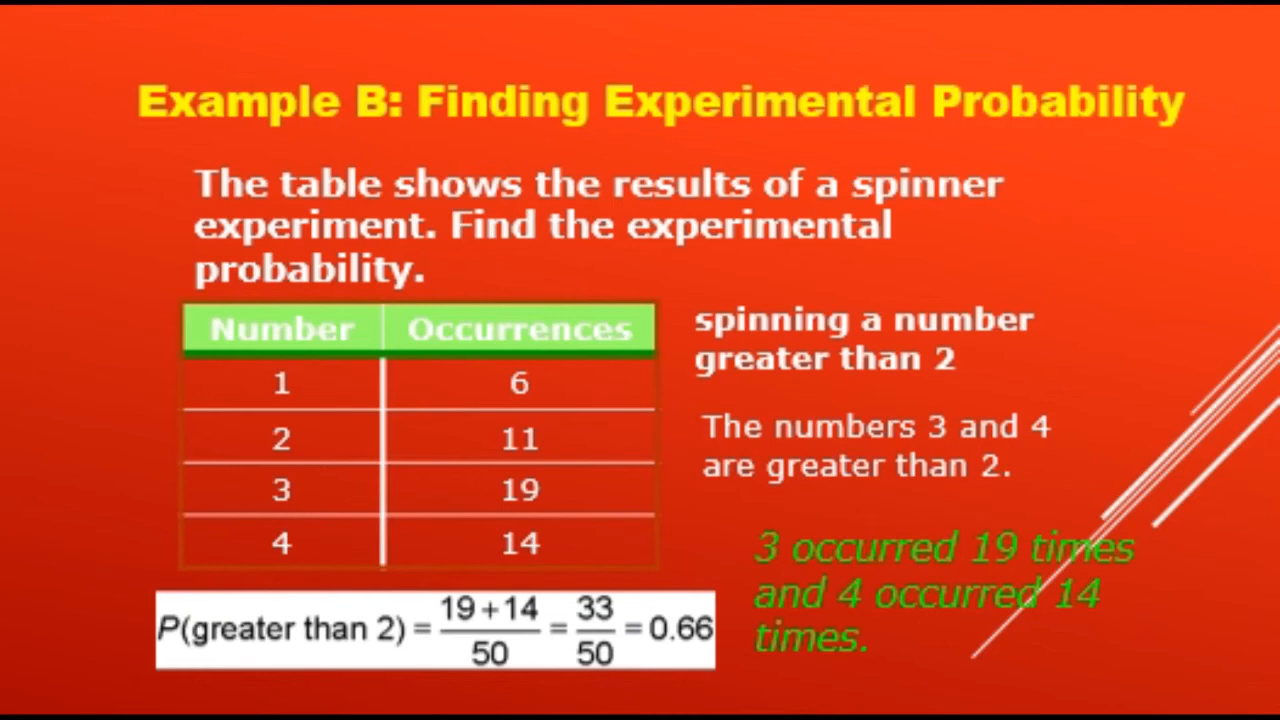 Example B: Finding Experimental Probability
The table shows the results of a spinner
experiment. Find the experimental
probability.
Number Occurrences
1 6
2 11
3 19
4 14
spinning a number
greater than 2
The numbers 3 and 4
are greater than 2.
3 occurred 19 times
and 4 occurred 14
times.
P(greater than 2) = 19+14/50 = 33/50 = 0.66